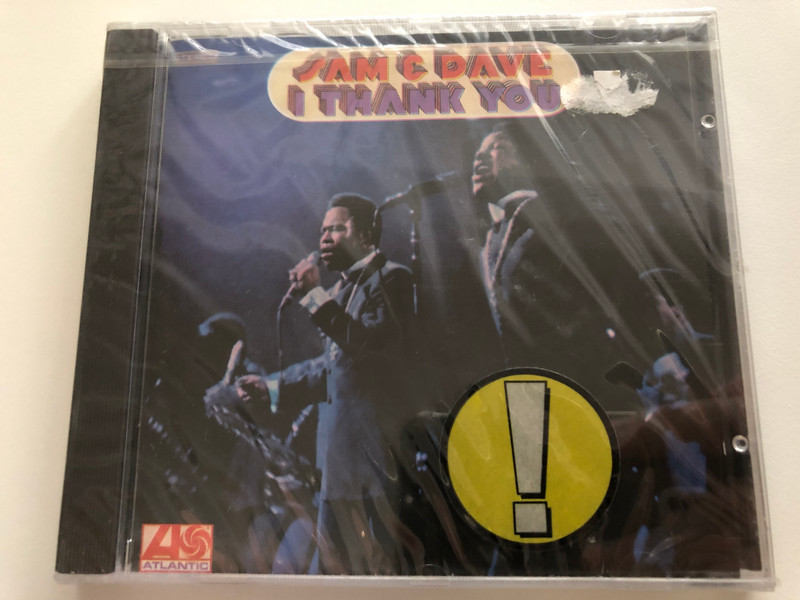 SAM & DAVE
I THANK YOU
!
ATLANTIC